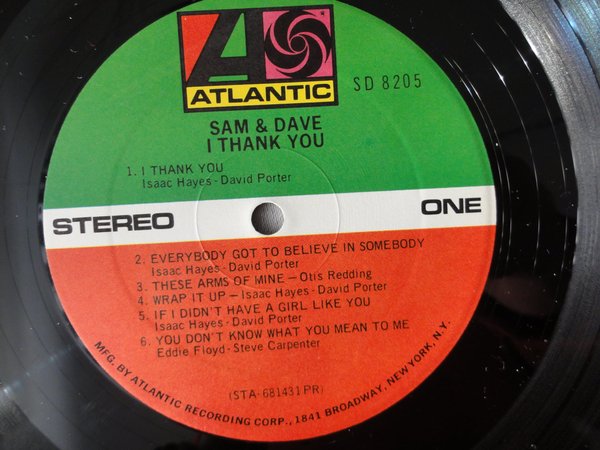 ATLANTIC
SD 8205
SAM & DAVE
I THANK YOU
1. I THANK YOU
Isaac Hayes-David Porter
STEREO
ONE
2. EVERYBODY GOT TO BELIEVE IN SOMEBODY
Isaac Hayes-David Porter
3. THESE ARMS OF MINE—Otis Redding
4. WRAP IT UP—Isaac Hayes-David Porter
5. IF I DIDN'T HAVE A GIRL LIKE YOU
Isaac Hayes-David Porter
6. YOU DON'T KNOW WHAT YOU MEAN TO ME
Eddie Floyd-Steve Carpenter
(STA-681431 PR)
MFG. BY ATLANTIC RECORDING CORP., 1841 BROADWAY, NEW YORK, N.Y.